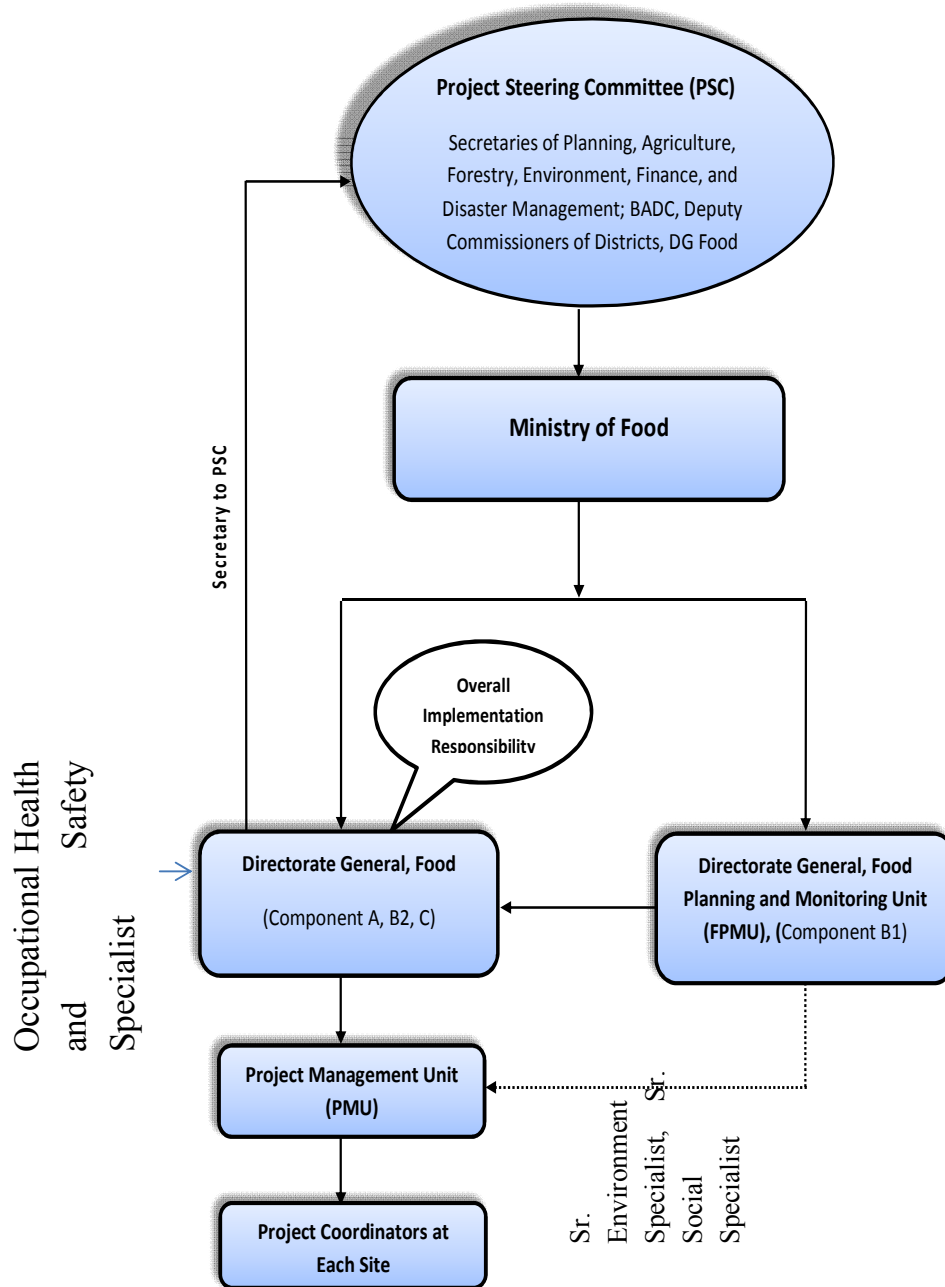 Project Steering Committee (PSC)
Secretaries of Planning, Agriculture,
Forestry, Environment, Finance, and
Disaster Management; BADC, Deputy
Commissioners of Districts, DG Food
Ministry of Food
Secretary to PSC
Overall
Implementation
Responsibility
Occupational Health
and Safety
Specialist
Directorate General, Food
(Component A, B2, C)
Directorate General, Food
Planning and Monitoring Unit
(FPMU), (Component B1)
Project Management Unit
(PMU)
Sr.
Environment
Specialist, Sr.
Social
Specialist
Project Coordinators at
Each Site